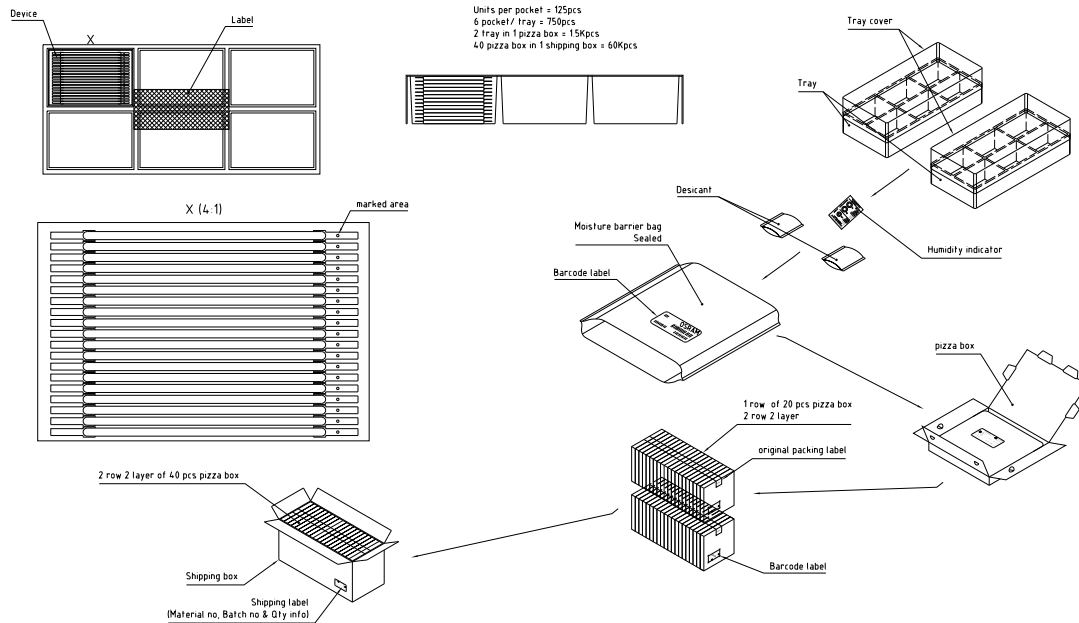 Units per pocket = 125pcs
6 pocket/ tray = 750pcs
2 tray in 1 pizza box = 1.5Kpcs
40 pizza box in 1 shipping box = 60Kpcs
Device
Label
X
Tray cover
Tray
X (4:1)
marked area
Desicant
Moisture barrier bag
Sealed
Humidity indicator
Barcode label
OSRAM
pizza box
1 row of 20 pcs pizza box
2 row 2 layer
original packing label
2 row 2 layer of 40 pcs pizza box
Barcode label
Shipping box
Shipping label
(Material no, Batch no & Qty info)